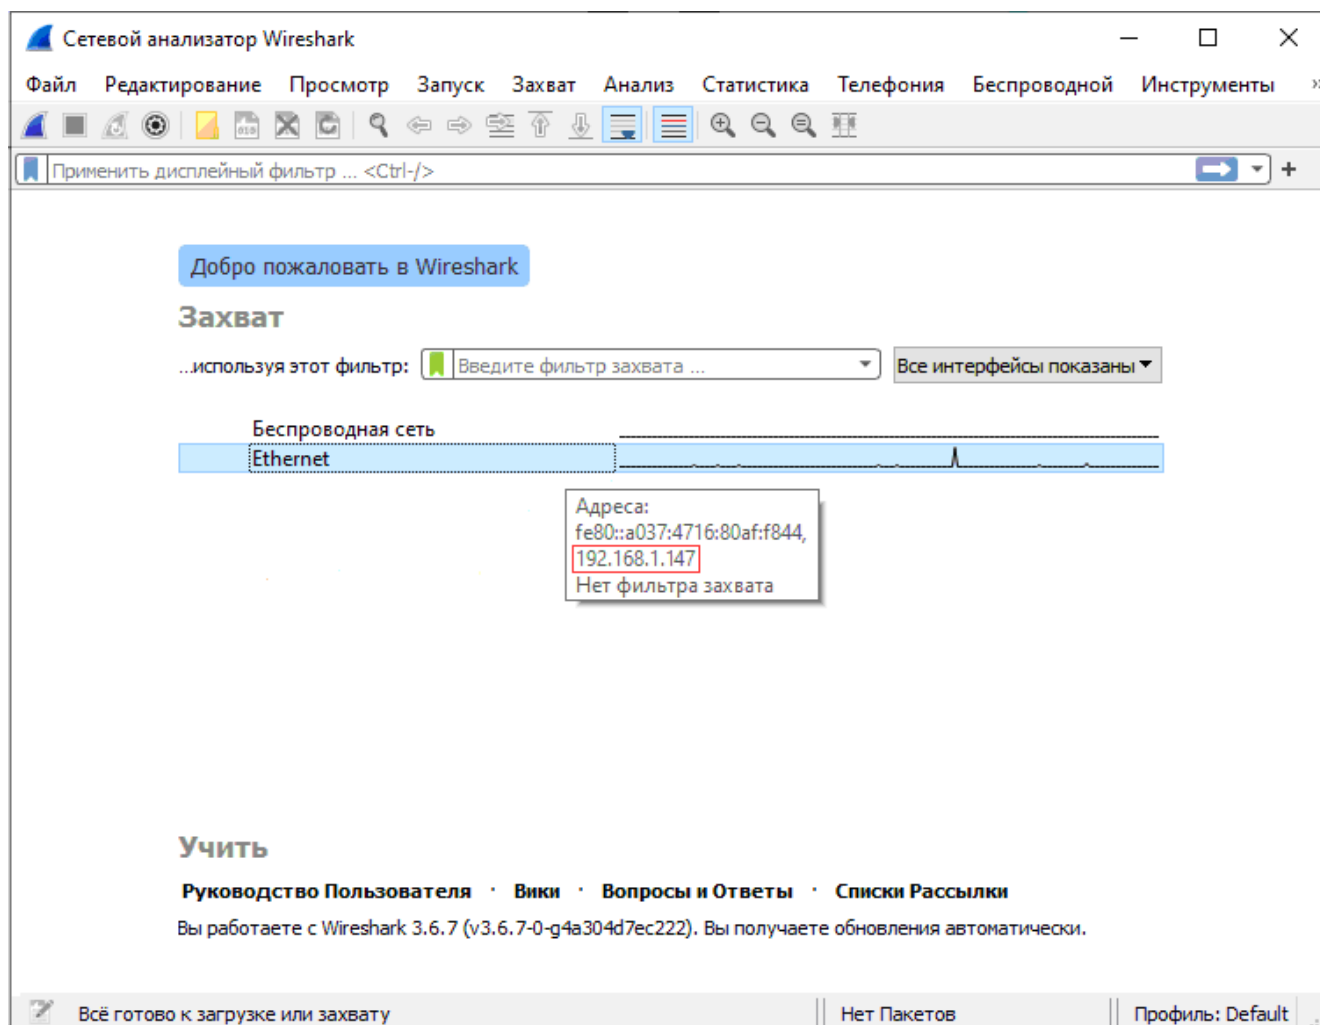 Сетевой анализатор Wireshark
Файл Редактирование Просмотр Запуск Захват Анализ Статистика Телефония Беспроводной Инструменты »
Применить дисплейный фильтр ... <Ctrl-/> +
Добро пожаловать в Wireshark
Захват
...используя этот фильтр: Введите фильтр захвата ... Все интерфейсы показаны
Беспроводная сеть
Ethernet
Адреса:
fe80::a037:4716:80af:f844,
192.168.1.147
Нет фильтра захвата
Учить
Руководство Пользователя · Вики · Вопросы и Ответы · Списки Рассылки
Вы работаете с Wireshark 3.6.7 (v3.6.7-0-g4a304d7ec222). Вы получаете обновления автоматически.
Всё готово к загрузке или захвату Нет Пакетов Профиль: Default